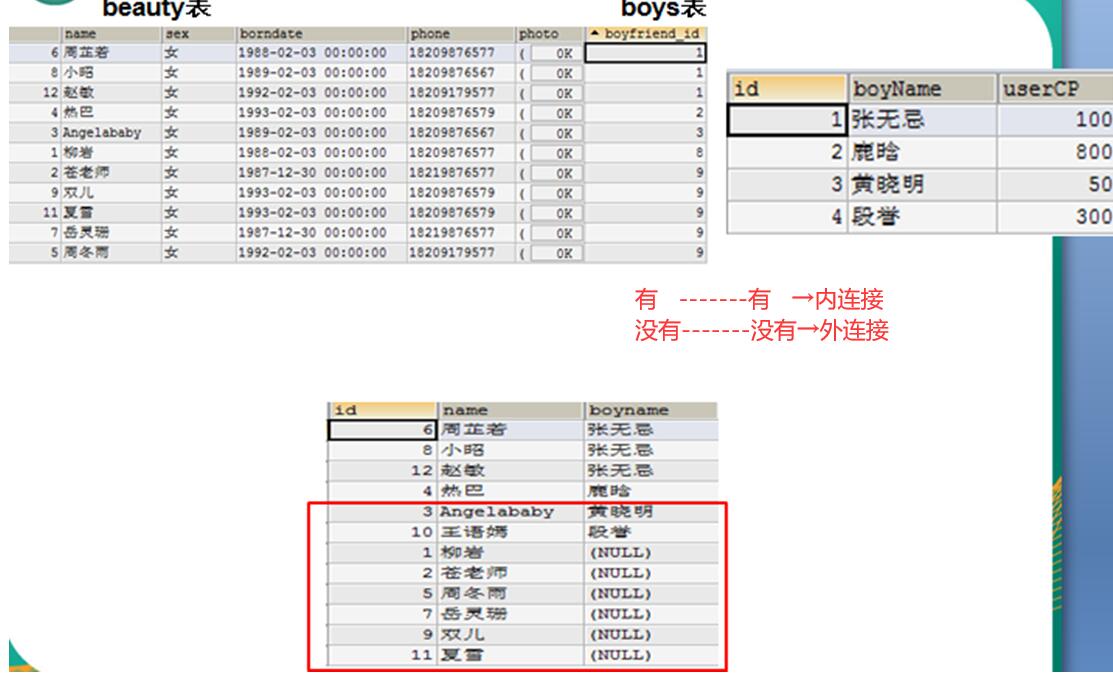 beauty表 boys表
name sex borndate phone photo boyfriend_id
6 周芷若 女 1988-02-03 00:00:00 18209876577 ( OK 1
8 小昭 女 1989-02-03 00:00:00 18209876567 ( OK 1
12 赵敏 女 1992-02-03 00:00:00 18209179577 ( OK 1
4 热巴 女 1993-02-03 00:00:00 18209876579 ( OK 2
3 Angelababy 女 1989-02-03 00:00:00 18209876567 ( OK 3
1 柳岩 女 1988-02-03 00:00:00 18209876577 ( OK 8
2 苍老师 女 1987-12-30 00:00:00 18219876577 ( OK 9
9 双儿 女 1993-02-03 00:00:00 18209876579 ( OK 9
11 夏雪 女 1993-02-03 00:00:00 18209876579 ( OK 9
7 岳灵珊 女 1987-12-30 00:00:00 18219876577 ( OK 9
5 周冬雨 女 1992-02-03 00:00:00 18209179577 ( OK 9
id boyName userCP
1 张无忌 100
2 鹿晗 800
3 黄晓明 50
4 段誉 300
有 -------有 →内连接
没有-------没有→外连接
id name boyname
6 周芷若 张无忌
8 小昭 张无忌
12 赵敏 张无忌
4 热巴 鹿晗
3 Angelababy 黄晓明
10 王语嫣 段誉
1 柳岩 (NULL)
2 苍老师 (NULL)
5 周冬雨 (NULL)
7 岳灵珊 (NULL)
9 双儿 (NULL)
11 夏雪 (NULL)